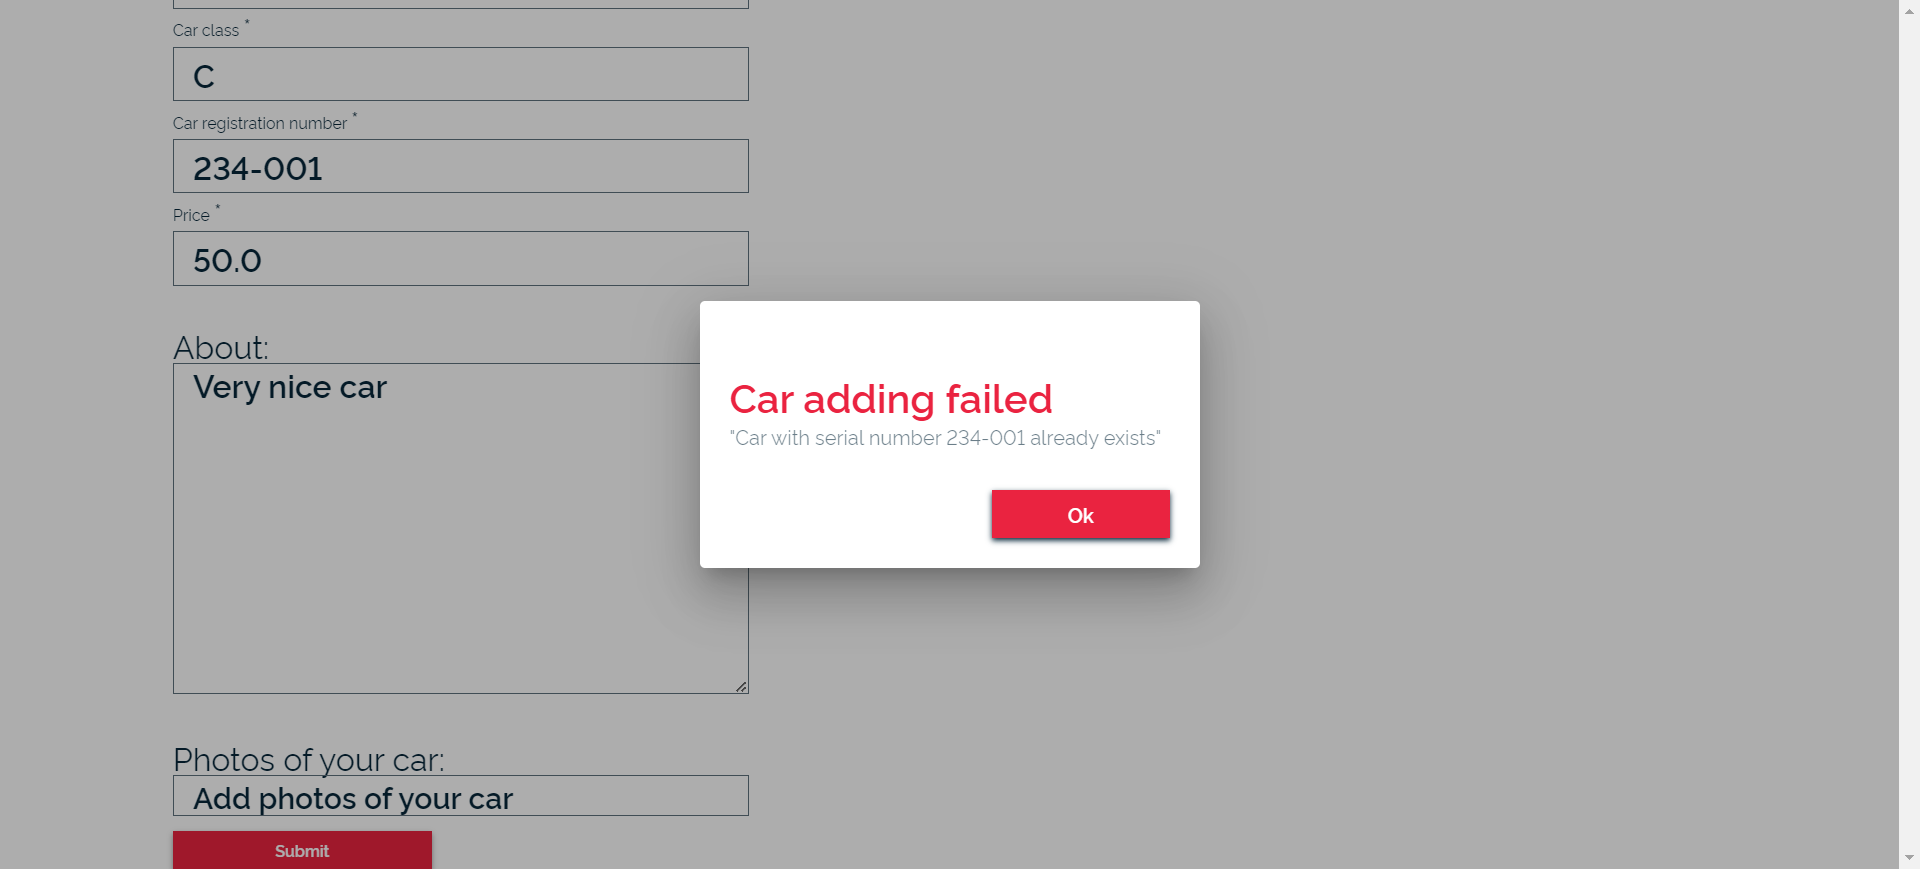 Car class *
C
Car registration number *
234-001
Price *
50.0
About:
Very nice car
Car adding failed
"Car with serial number 234-001 already exists"
Ok
Photos of your car:
Add photos of your car
Submit